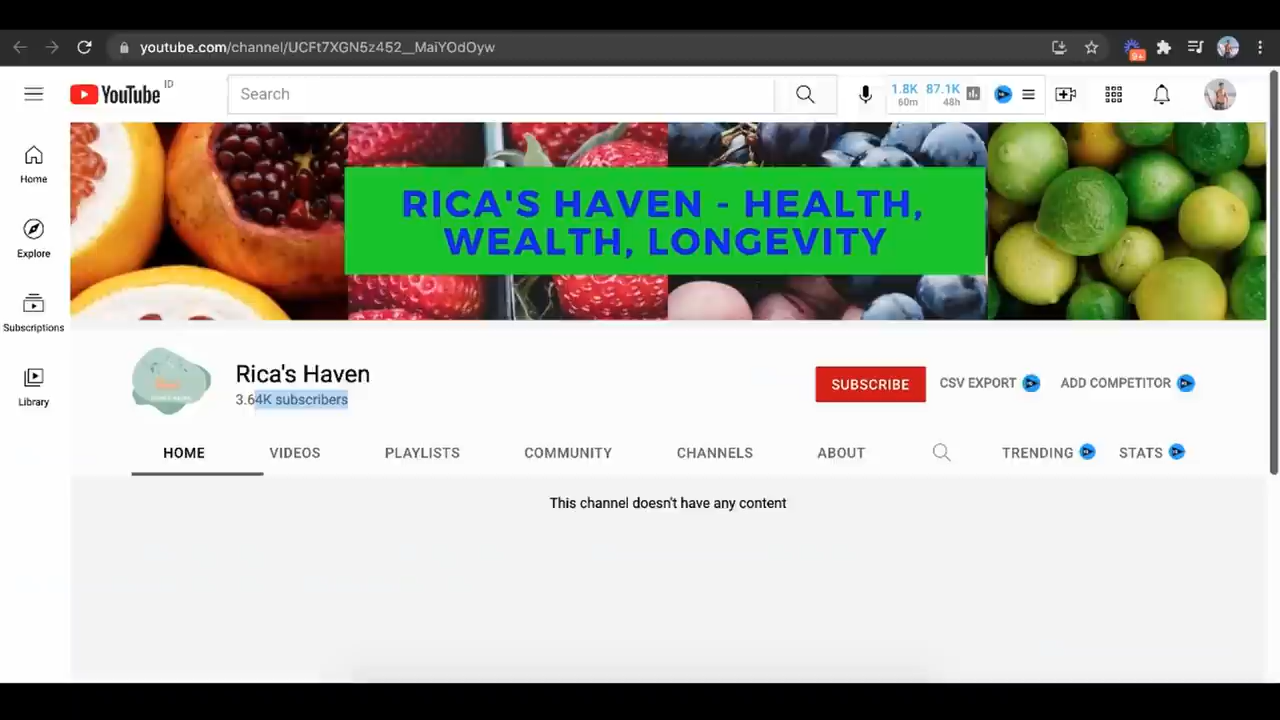 youtube.com/channel/UCFt7XGN5z452__MaiYOdOyw
9+
YouTube ID
Search
1.8K 87.1K
60m 48h
Home
Explore
Subscriptions
Library
RICA'S HAVEN - HEALTH,
WEALTH, LONGEVITY
Rica's Haven
3.64K subscribers
SUBSCRIBE
CSV EXPORT
ADD COMPETITOR
HOME VIDEOS PLAYLISTS COMMUNITY CHANNELS ABOUT TRENDING STATS
This channel doesn't have any content